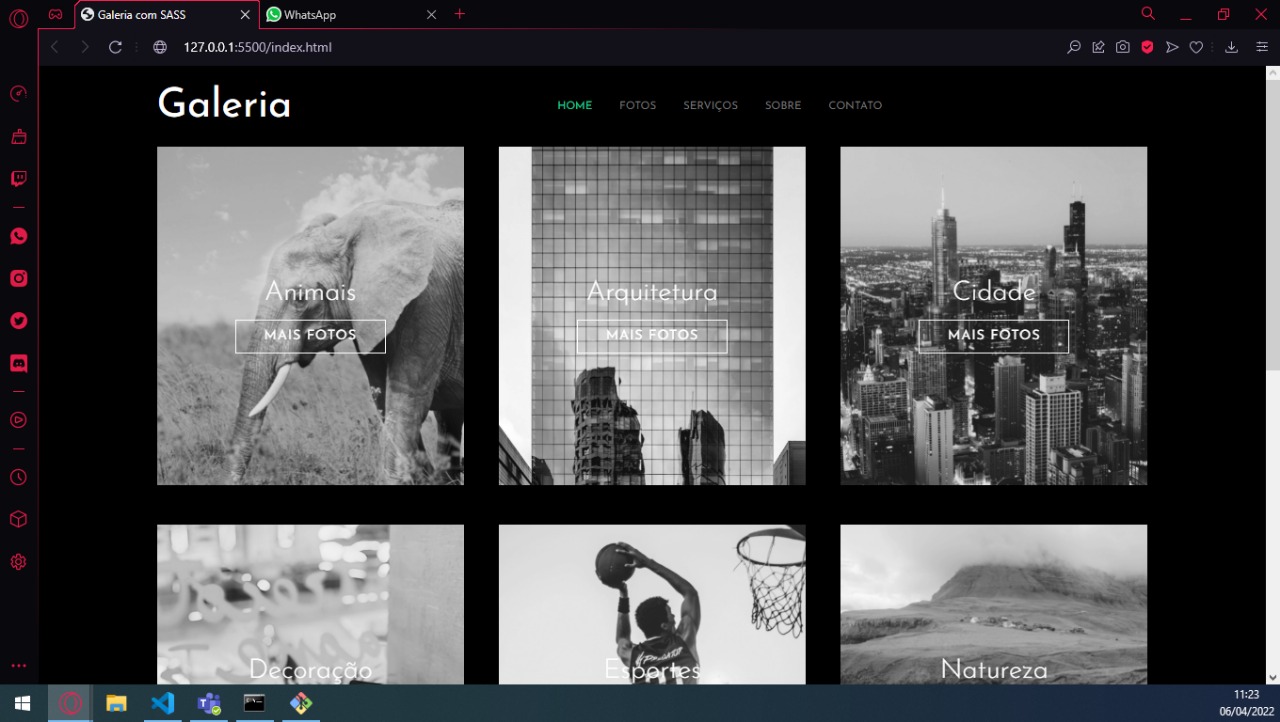 Galeria com SASS
WhatsApp
127.0.0.1:5500/index.html
Galeria
HOME FOTOS SERVIÇOS SOBRE CONTATO
Animais
MAIS FOTOS
Arquitetura
MAIS FOTOS
Cidade
MAIS FOTOS
Decoração
Esportes
Natureza
11:23
06/04/2022